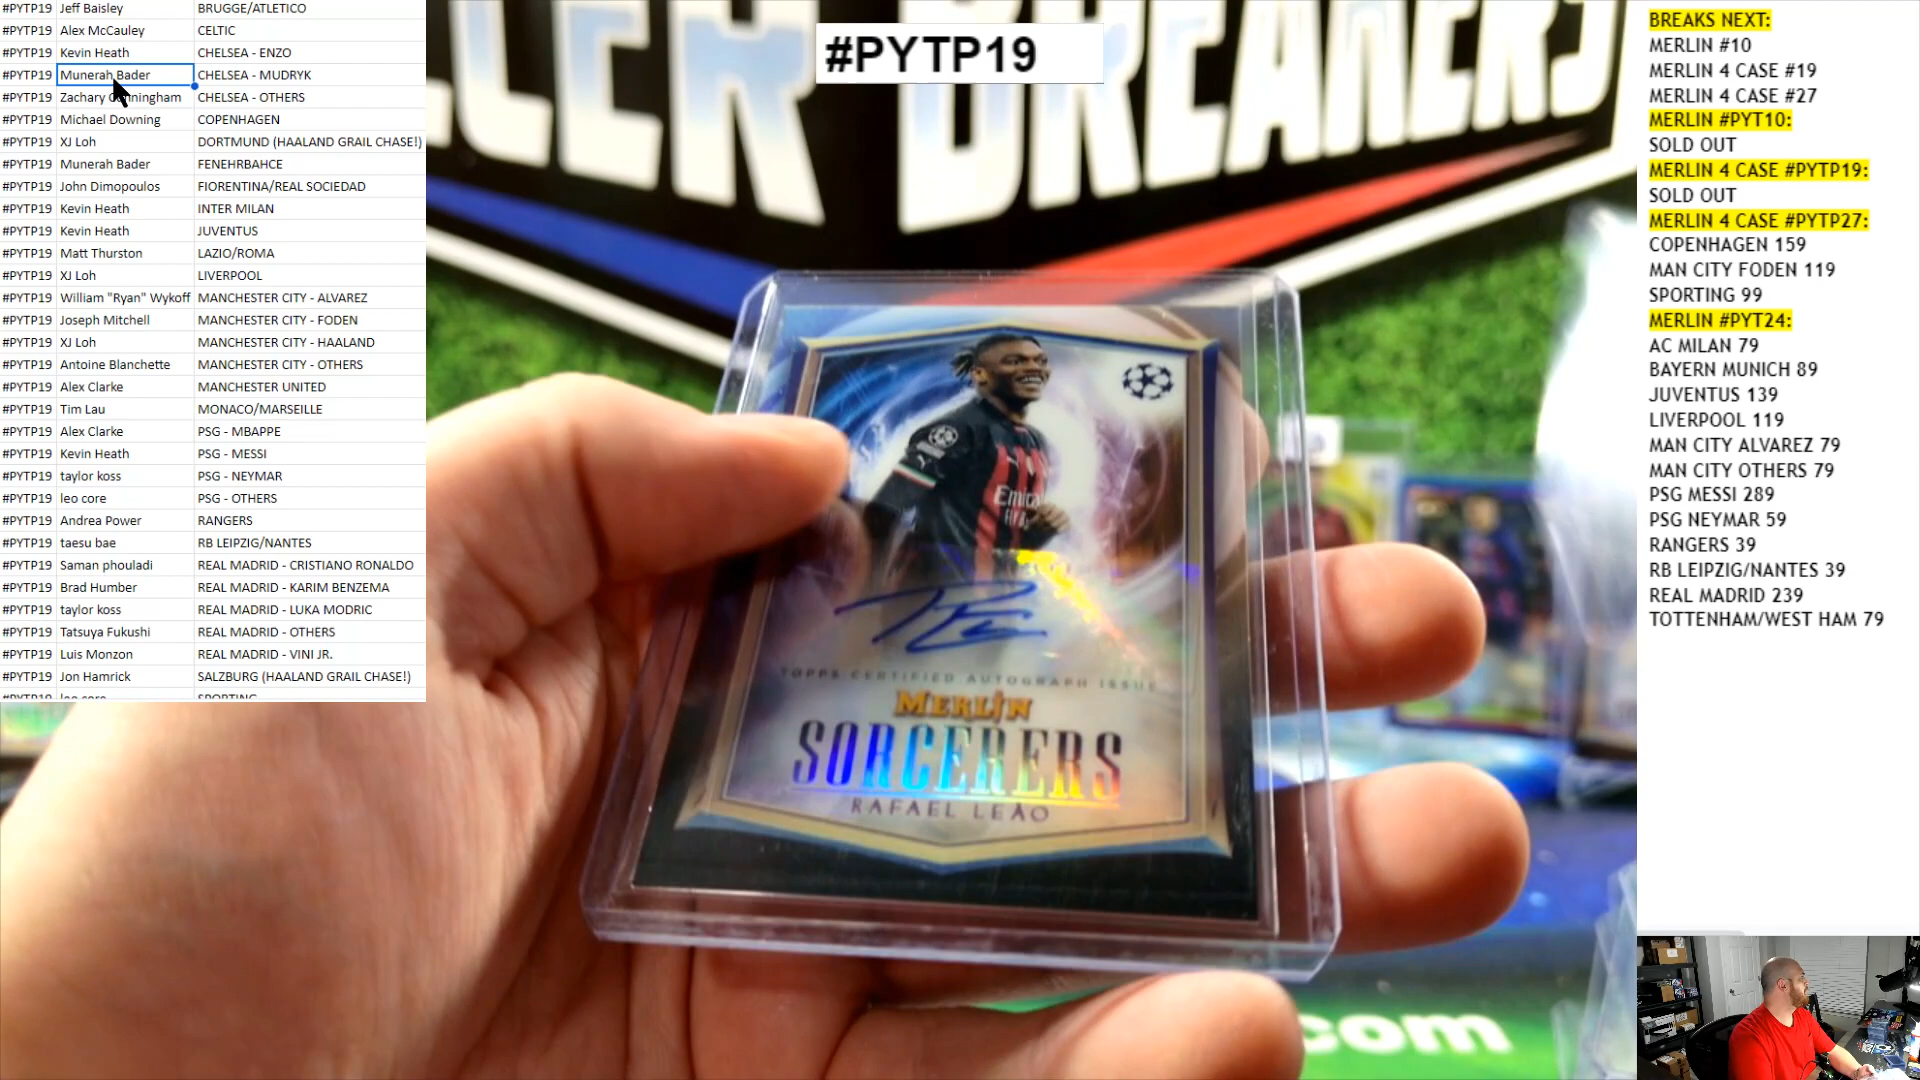 #PYTP19 Jeff Baisley BRUGGE/ATLETICO
#PYTP19 Alex McCauley CELTIC
#PYTP19 Kevin Heath CHELSEA - ENZO
#PYTP19 Munerah Bader CHELSEA - MUDRYK
#PYTP19 Zachary CHELSEA - OTHERS
#PYTP19 Michael Downing COPENHAGEN
#PYTP19 XJ Loh DORTMUND (HAALAND GRAIL CHASE!)
#PYTP19 Munerah Bader FENEHRBAHCE
#PYTP19 John Dimopoulos FIORENTINA/REAL SOCIEDAD
#PYTP19 Kevin Heath INTER MILAN
#PYTP19 Kevin Heath JUVENTUS
#PYTP19 Matt Thurston LAZIO/ROMA
#PYTP19 XJ Loh LIVERPOOL
#PYTP19 William "Ryan" Wykoff MANCHESTER CITY - ALVAREZ
#PYTP19 Joseph Mitchell MANCHESTER CITY - FODEN
#PYTP19 XJ Loh MANCHESTER CITY - HAALAND
#PYTP19 Antoine Blanchette MANCHESTER CITY - OTHERS
#PYTP19 Alex Clarke MANCHESTER UNITED
#PYTP19 Tim Lau MONACO/MARSEILLE
#PYTP19 Alex Clarke PSG - MBAPPE
#PYTP19 Kevin Heath PSG - MESSI
#PYTP19 taylor koss PSG - NEYMAR
#PYTP19 leo core PSG - OTHERS
#PYTP19 Andrea Power RANGERS
#PYTP19 taesu bae RB LEIPZIG/NANTES
#PYTP19 Saman phouladi REAL MADRID - CRISTIANO RONALDO
#PYTP19 Brad Humber REAL MADRID - KARIM BENZEMA
#PYTP19 taylor koss REAL MADRID - LUKA MODRIC
#PYTP19 Tatsuya Fukushi REAL MADRID - OTHERS
#PYTP19 Luis Monzon REAL MADRID - VINI JR.
#PYTP19 Jon Hamrick SALZBURG (HAALAND GRAIL CHASE!)
#PYTP19 leo core SPORTING
#PYTP19
BREAKERS
TOPPS CERTIFIED AUTOGRAPH ISSUE
MERLIN
SORCERERS
RAFAEL LEÃO
.com
BREAKS NEXT:
MERLIN #10
MERLIN 4 CASE #19
MERLIN 4 CASE #27
MERLIN #PYT10:
SOLD OUT
MERLIN 4 CASE #PYTP19:
SOLD OUT
MERLIN 4 CASE #PYTP27:
COPENHAGEN 159
MAN CITY FODEN 119
SPORTING 99
MERLIN #PYT24:
AC MILAN 79
BAYERN MUNICH 89
JUVENTUS 139
LIVERPOOL 119
MAN CITY ALVAREZ 79
MAN CITY OTHERS 79
PSG MESSI 289
PSG NEYMAR 59
RANGERS 39
RB LEIPZIG/NANTES 39
REAL MADRID 239
TOTTENHAM/WEST HAM 79